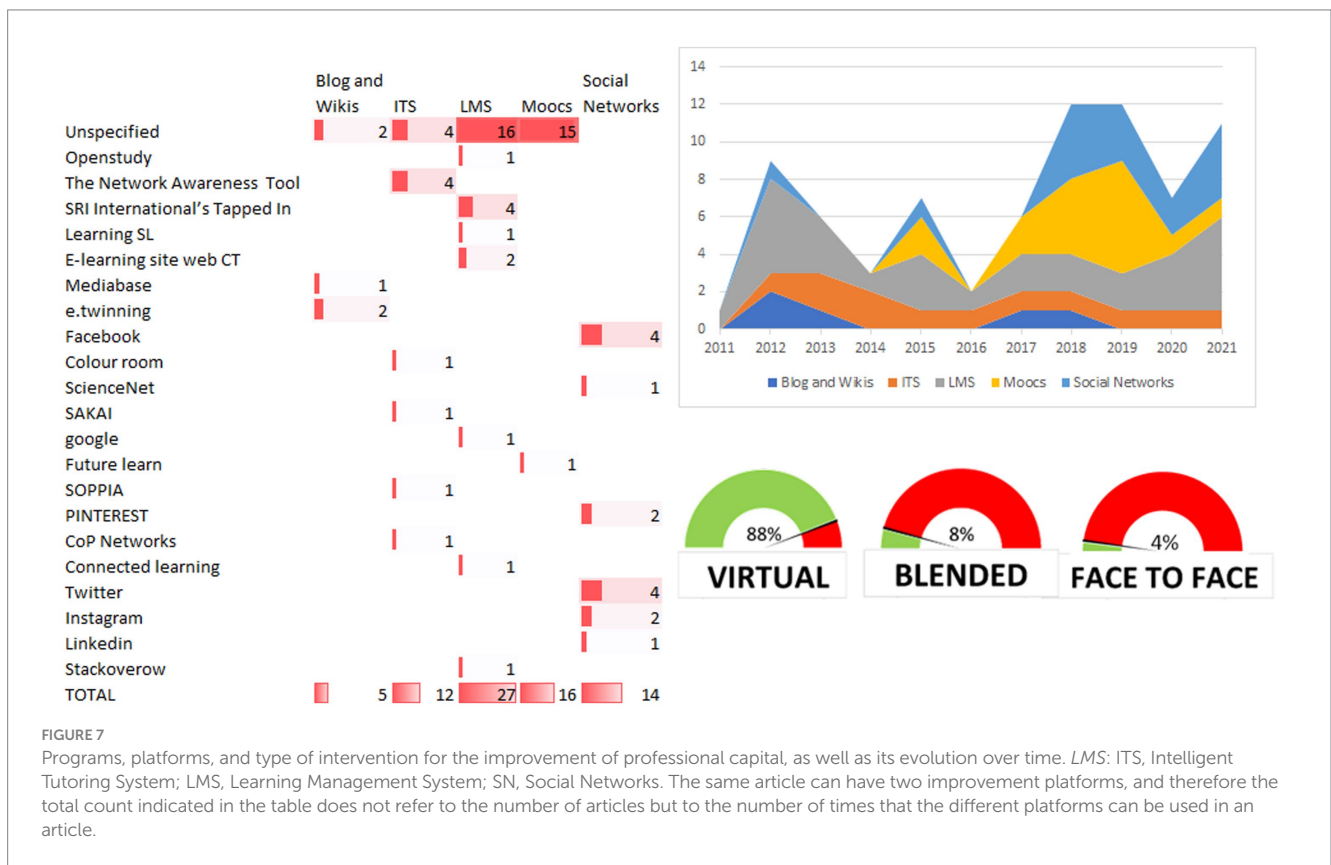 Blog and Wikis ITS LMS Moocs Social Networks
Unspecified 2 4 16 15
Openstudy 1
The Network Awareness Tool 4
SRI International's Tapped In 4
Learning SL 1
E-learning site web CT 2
Mediabase 1
e.twinning 2
Facebook 4
Colour room 1
ScienceNet 1
SAKAI 1
google 1
Future learn 1
SOPPIA 1
PINTEREST 2
CoP Networks 1
Connected learning 1
Twitter 4
Instagram 2
Linkedin 1
Stackoverow 1
TOTAL 5 12 27 16 14
14
12
10
8
6
4
2
0
2011 2012 2013 2014 2015 2016 2017 2018 2019 2020 2021
Blog and Wikis ITS LMS Moocs Social Networks
88% 8% 4%
VIRTUAL BLENDED FACE TO FACE
FIGURE 7
Programs, platforms, and type of intervention for the improvement of professional capital, as well as its evolution over time. LMS: ITS, Intelligent
Tutoring System; LMS, Learning Management System; SN, Social Networks. The same article can have two improvement platforms, and therefore the
total count indicated in the table does not refer to the number of articles but to the number of times that the different platforms can be used in an
article.